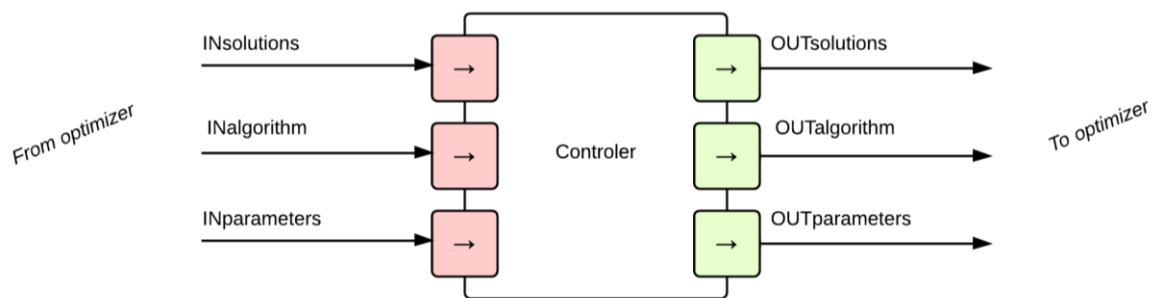 INsolutions
OUTsolutions
From optimizer
INalgorithm
Controler
OUTalgorithm
To optimizer
INparameters
OUTparameters
→
→
→
→
→
→